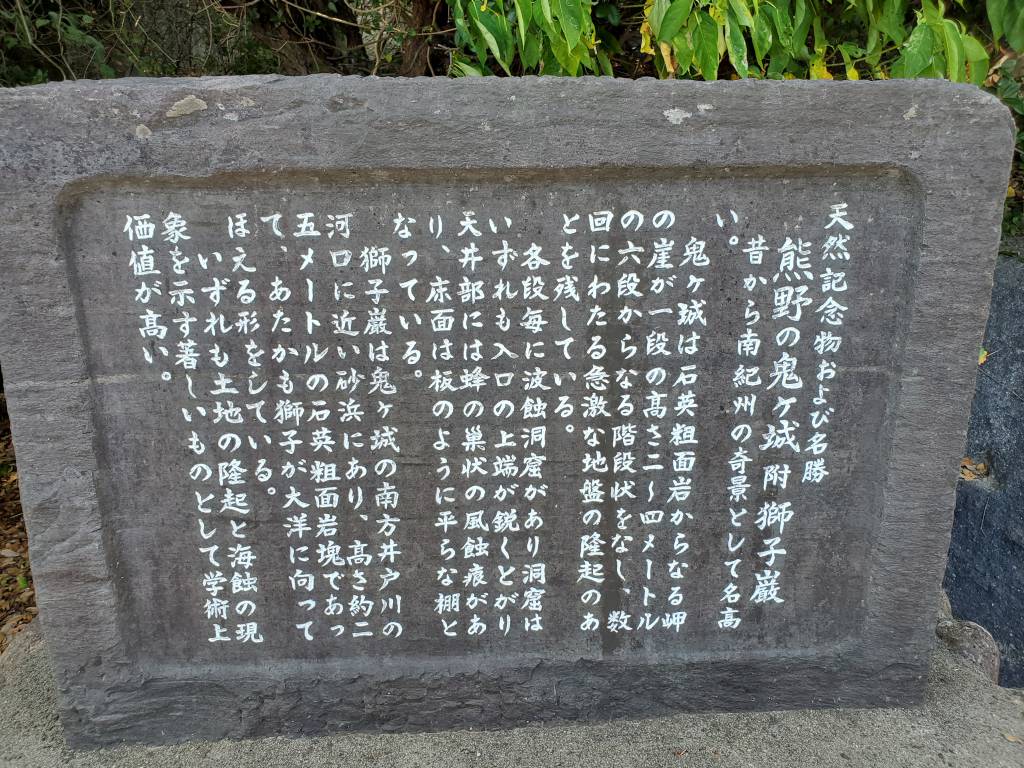 天然記念物および名勝
熊野の鬼ヶ城 附 獅子巖
昔から南紀州の奇景として名高
い。
鬼ヶ城は石英粗面岩からなる岬
の崖が一段の高さ二〜四メートル
の六段からなる階段状をなし、数
回にわたる急激な地盤の隆起のあ
とを残している。
各段毎に波蝕洞窟があり洞窟は
いずれも入口の上端が鋭くとがり
天井部には蜂の巣状の風蝕痕があ
り、床面は板のように平らな棚と
なっている。
獅子巖は鬼ヶ城の南方井戸川の
河口に近い砂浜にあり、高さ約二
五メートルの石英粗面岩塊であっ
て、あたかも獅子が大洋に向って
ほえる形をしている。
いずれも土地の隆起と海蝕の現
象を示す著しいものとして学術上
価値が高い。